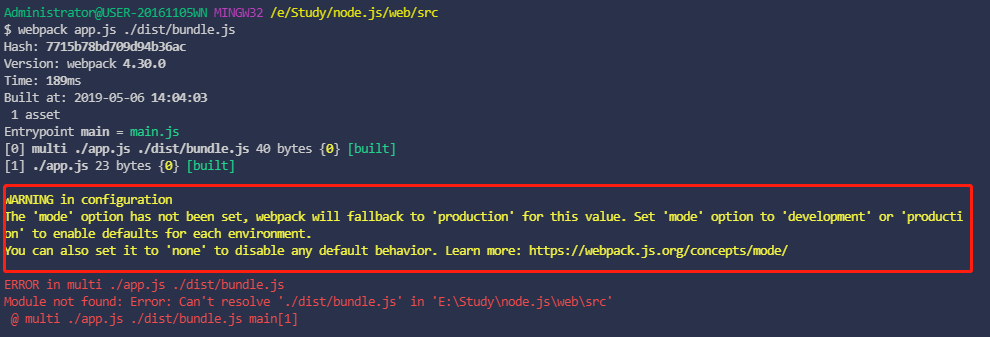 Administrator@USER-20161105WN MINGW32 /e/Study/node.js/web/src
$ webpack app.js ./dist/bundle.js
Hash: 7715b78bd709d94b36ac
Version: webpack 4.30.0
Time: 189ms
Built at: 2019-05-06 14:04:03
 1 asset
Entrypoint main = main.js
[0] multi ./app.js ./dist/bundle.js 40 bytes {0} [built]
[1] ./app.js 23 bytes {0} [built]
WARNING in configuration
The 'mode' option has not been set, webpack will fallback to 'production' for this value. Set 'mode' option to 'development' or 'producti
on' to enable defaults for each environment.
You can also set it to 'none' to disable any default behavior. Learn more: https://webpack.js.org/concepts/mode/
ERROR in multi ./app.js ./dist/bundle.js
Module not found: Error: Can't resolve './dist/bundle.js' in 'E:\Study\node.js\web\src'
 @ multi ./app.js ./dist/bundle.js main[1]